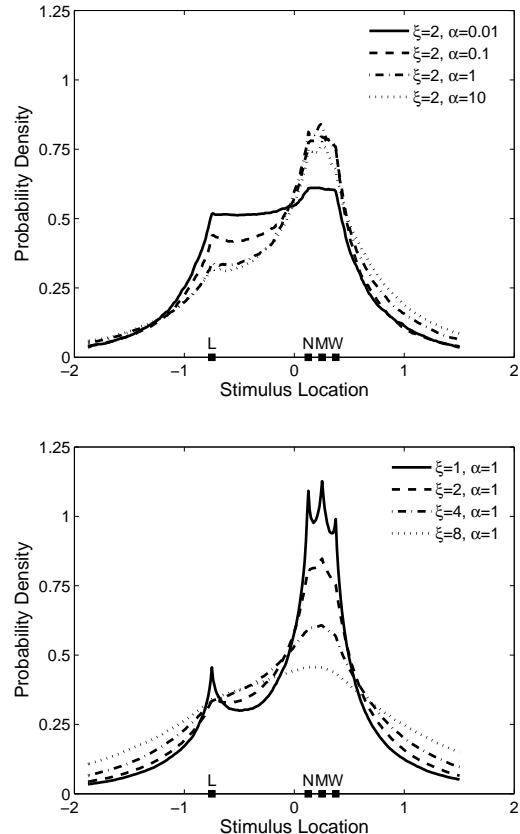 1.25
1
0.75
0.5
0.25
0
Probability Density
ξ=2, α=0.01
ξ=2, α=0.1
ξ=2, α=1
ξ=2, α=10
L N M W
−2 −1 0 1 2
Stimulus Location
1.25
1
0.75
0.5
0.25
0
Probability Density
ξ=1, α=1
ξ=2, α=1
ξ=4, α=1
ξ=8, α=1
L N M W
−2 −1 0 1 2
Stimulus Location